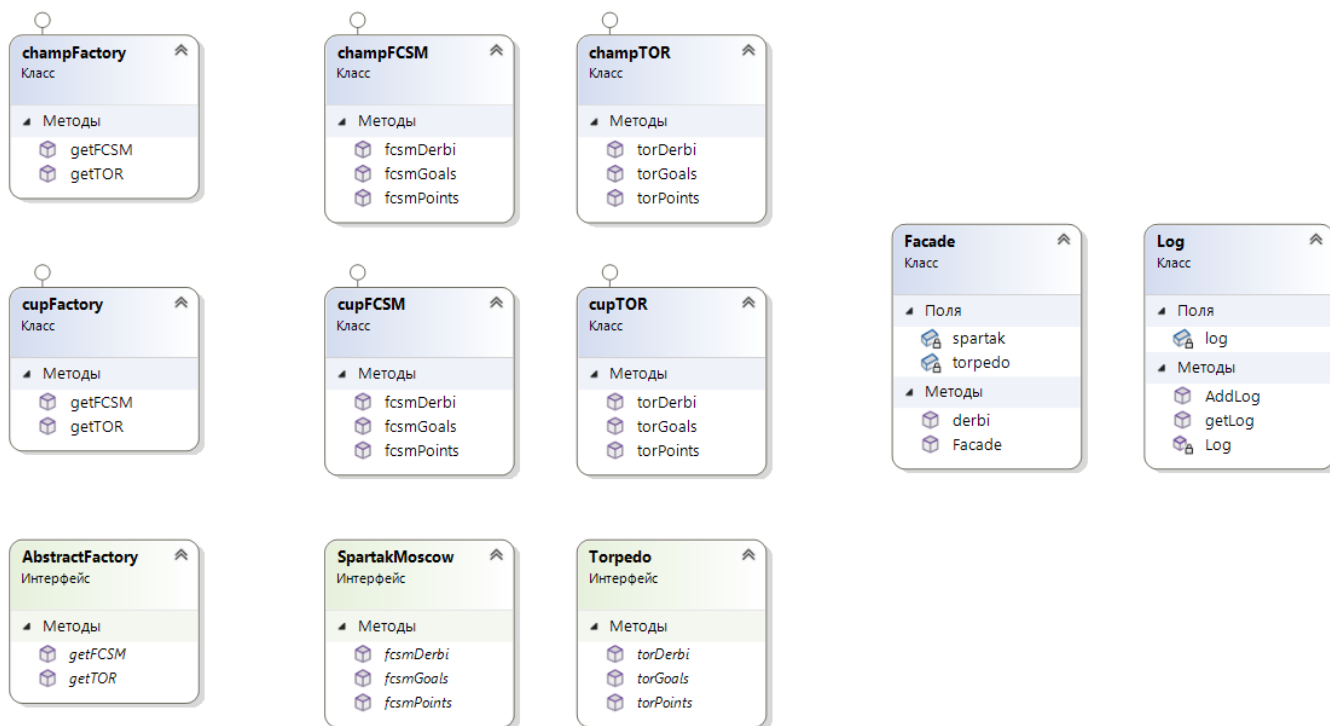 champFactory
Класс
Методы
getFCSM
getTOR
champFCSM
Класс
Методы
fcsmDerbi
fcsmGoals
fcsmPoints
champTOR
Класс
Методы
torDerbi
torGoals
torPoints
cupFactory
Класс
Методы
getFCSM
getTOR
cupFCSM
Класс
Методы
fcsmDerbi
fcsmGoals
fcsmPoints
cupTOR
Класс
Методы
torDerbi
torGoals
torPoints
Facade
Класс
Поля
spartak
torpedo
Методы
derbi
Facade
Log
Класс
Поля
log
Методы
AddLog
getLog
Log
AbstractFactory
Интерфейс
Методы
getFCSM
getTOR
SpartakMoscow
Интерфейс
Методы
fcsmDerbi
fcsmGoals
fcsmPoints
Torpedo
Интерфейс
Методы
torDerbi
torGoals
torPoints